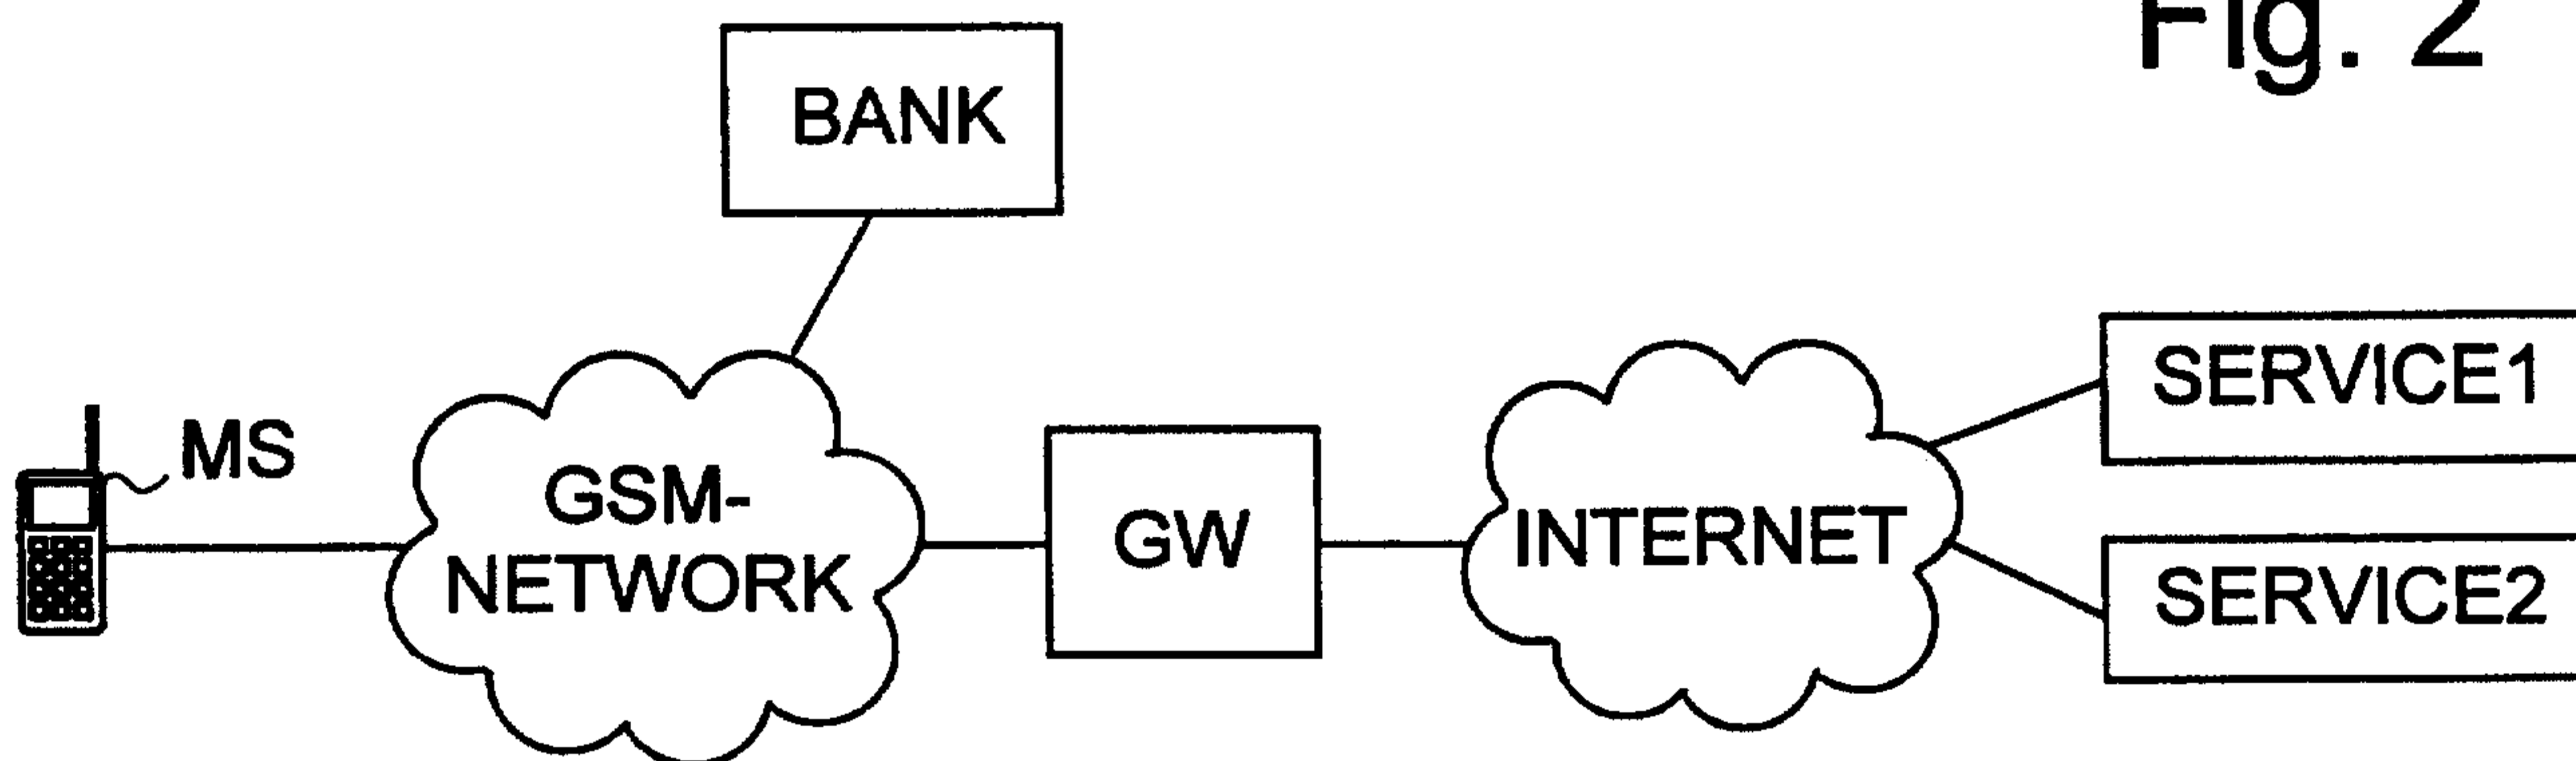 Fig. 2
BANK
MS
GSM-
NETWORK
GW
INTERNET
SERVICE1
SERVICE2